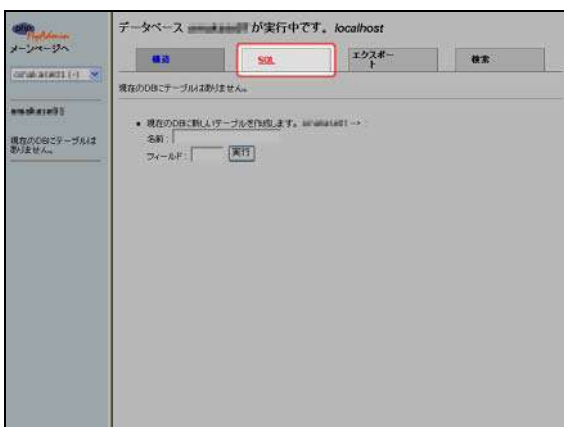 php
MyAdmin
メーンページへ
データベース が実行中です。 localhost
構造
SQL
エクスポー
ト
検索
現在のDBにテーブルはありません。
現在のDBにテーブルは
ありません。
• 現在のDBに新しいテーブルを作成します。 --> :
名前 :
フィールド :
実行